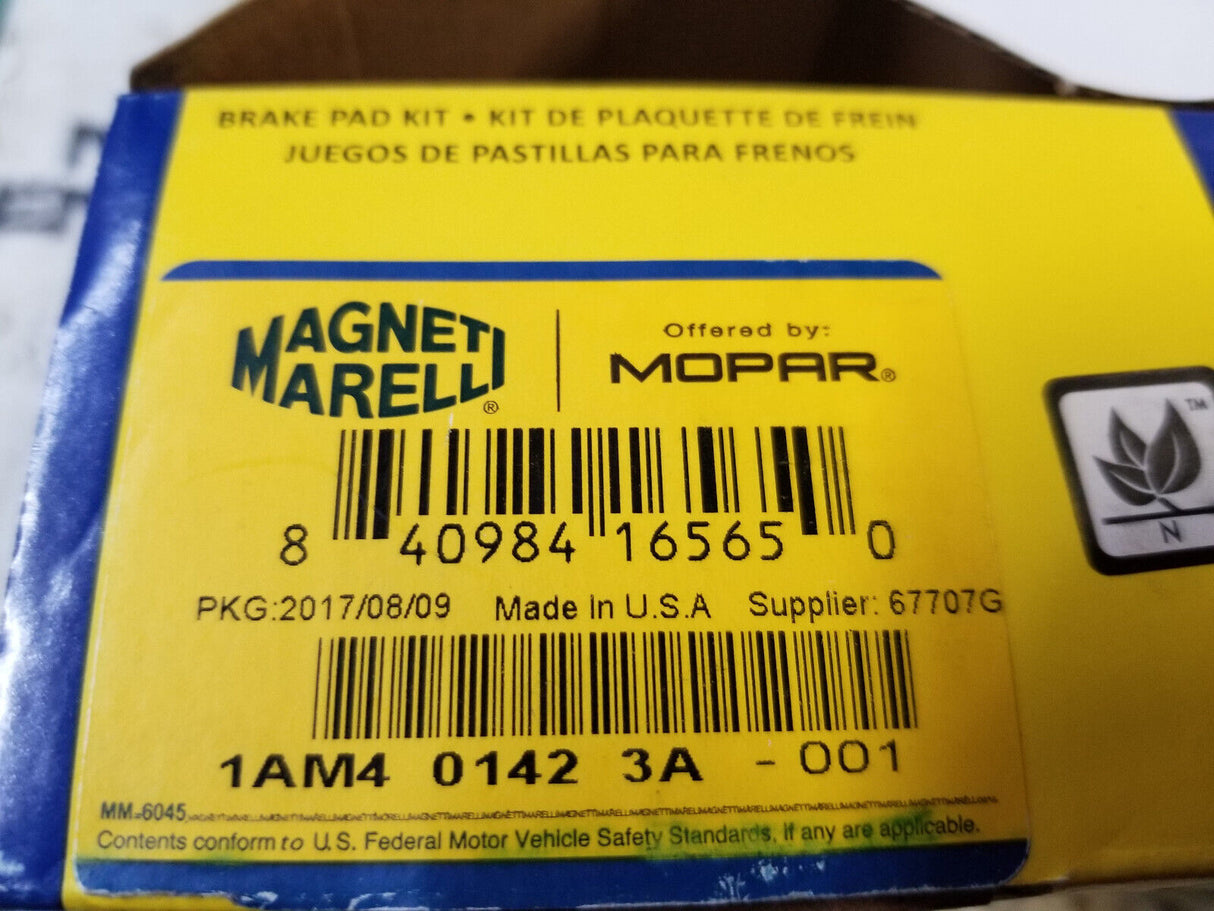 BRAKE PAD KIT • KIT DE PLAQUETTE DE FREIN
JUEGOS DE PASTILLAS PARA FRENOS
MAGNETI
MARELLI®
Offered by:
MOPAR®
8 40984 16565 0
PKG:2017/08/09 Made In U.S.A Supplier: 67707G
1AM4 0142 3A - 001
MM-6045
Contents conform to U.S. Federal Motor Vehicle Safety Standards, if any are applicable.
TM
N